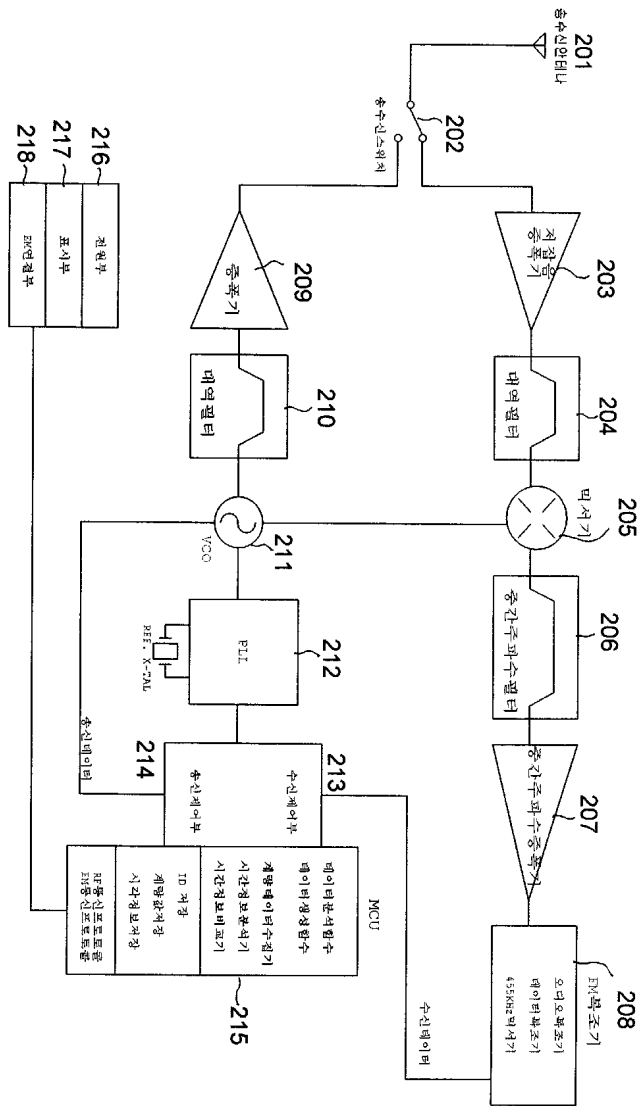 201
송수신안테나
202
송수신스위치
203
저잡음
증폭기
204
대역필터
205
믹서기
206
중간주파수필터
207
중간주파수증폭기
208
FM복조기
오디오복조기
데이터복조기
455KHz믹서기
209
증폭기
210
대역필터
211
VCO
212
PLL
REF. X-TAL
213
수신제어부
214
송신제어부
송신데이터
수신데이터
MCU
데이터분석함수
데이터생성함수
계량데이터수집기
시간정보분석기
시간정보비교기
ID 저장
계량값저장
시각정보저장
RF통신프로토콜
EM통신프로토콜
215
216
전원부
217
표시부
218
EM연결부